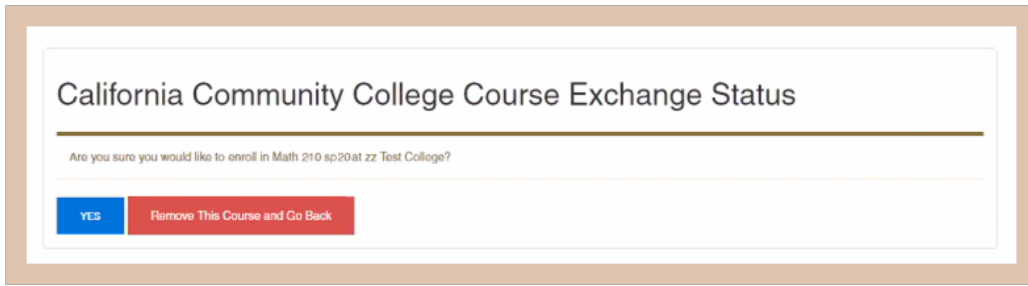 California Community College Course Exchange Status
Are you sure you would like to enroll in Math 210 sp20at zz Test College?
YES
Remove This Course and Go Back